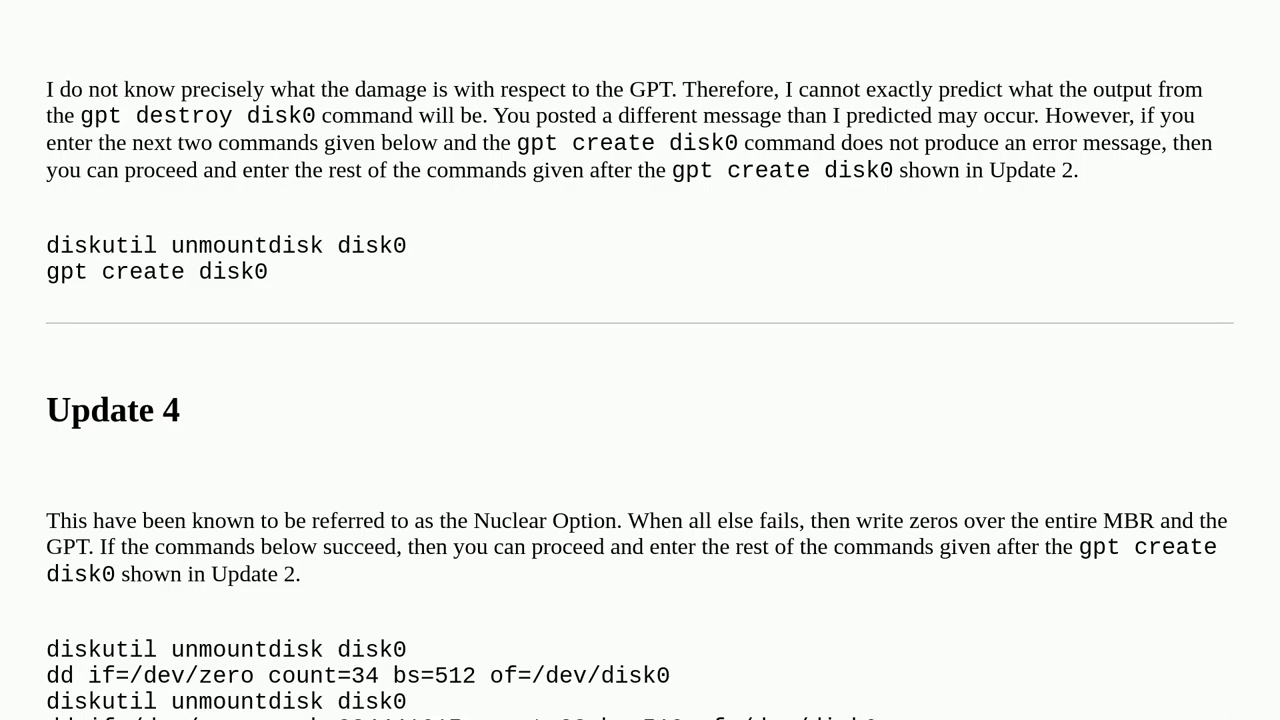 I do not know precisely what the damage is with respect to the GPT. Therefore, I cannot exactly predict what the output from
the gpt destroy disk0 command will be. You posted a different message than I predicted may occur. However, if you
enter the next two commands given below and the gpt create disk0 command does not produce an error message, then
you can proceed and enter the rest of the commands given after the gpt create disk0 shown in Update 2.
diskutil unmountdisk disk0
gpt create disk0
Update 4
This have been known to be referred to as the Nuclear Option. When all else fails, then write zeros over the entire MBR and the
GPT. If the commands below succeed, then you can proceed and enter the rest of the commands given after the gpt create
disk0 shown in Update 2.
diskutil unmountdisk disk0
dd if=/dev/zero count=34 bs=512 of=/dev/disk0
diskutil unmountdisk disk0